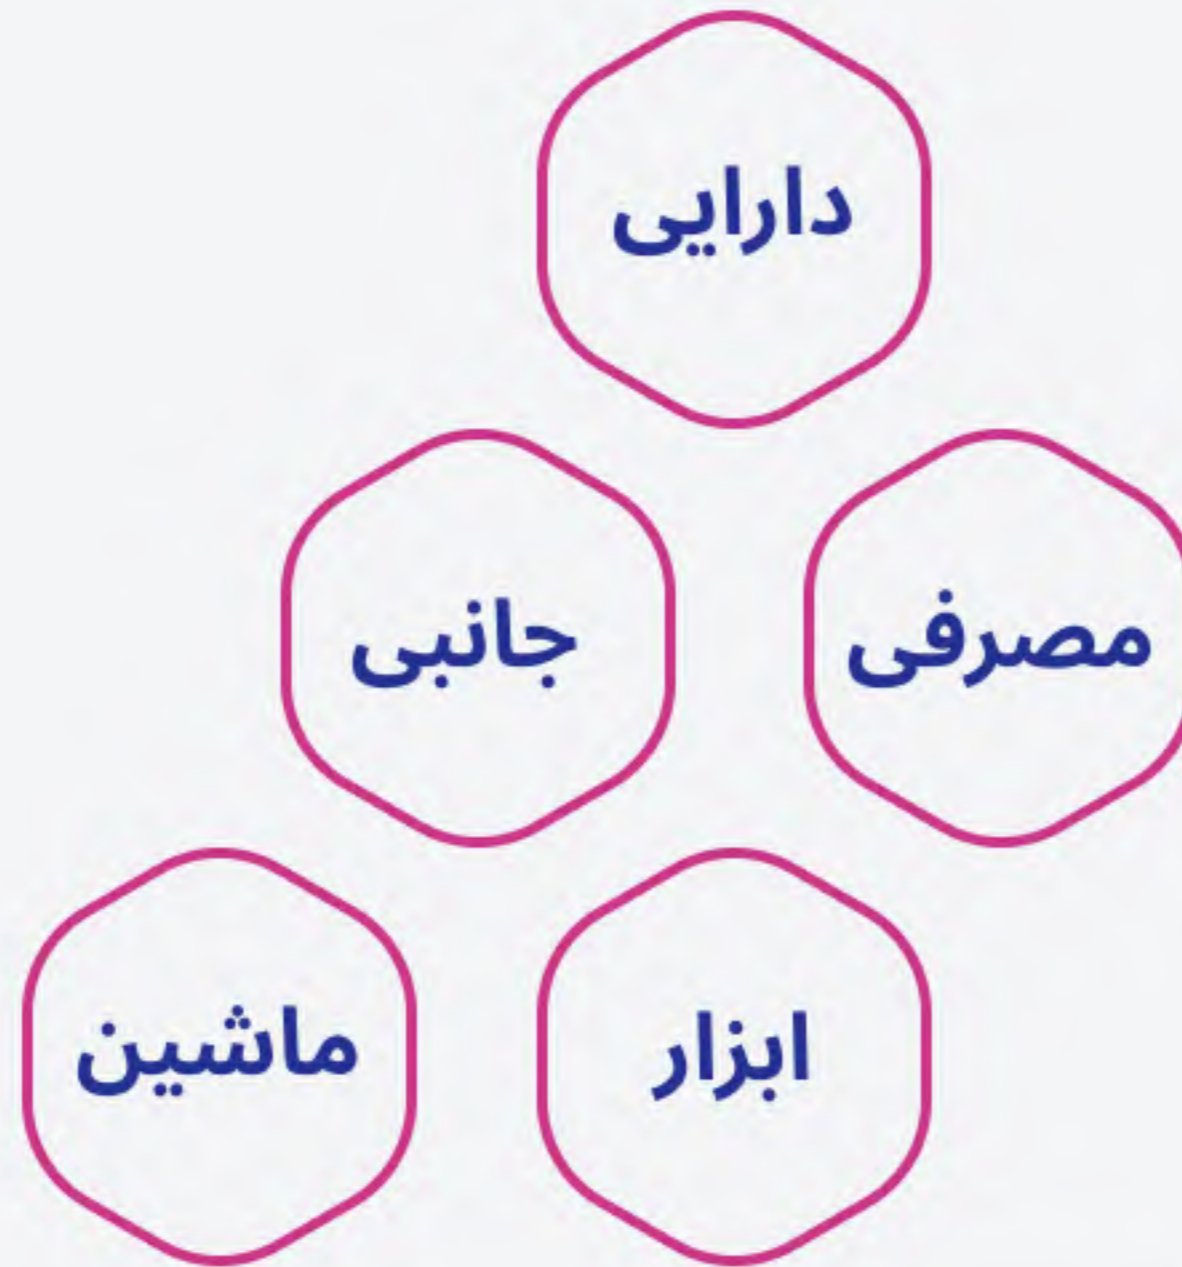 دارایی
مصرفی
جانبی
ابزار
ماشین